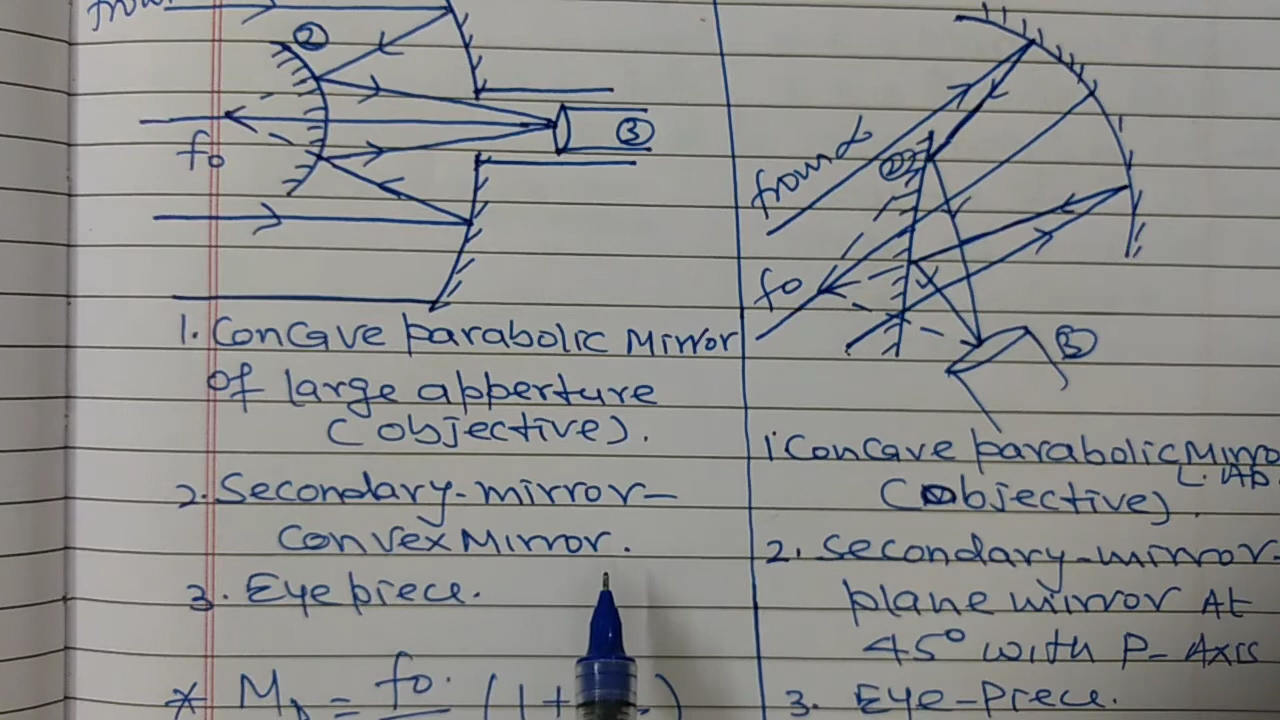 from
②
fo
③
1. Concave parabolic Mirror
of large apperture
(objective).
2. Secondary-mirror-
convex Mirror.
3. Eye piece.
* M = fo. (1+
from ∝
②
fo
③
1 Concave parabolic Mirro
L. Ap.
(objective).
2. Secondary-mirror-
plane mirror At
45° with P-Axis
3. Eye-piece.